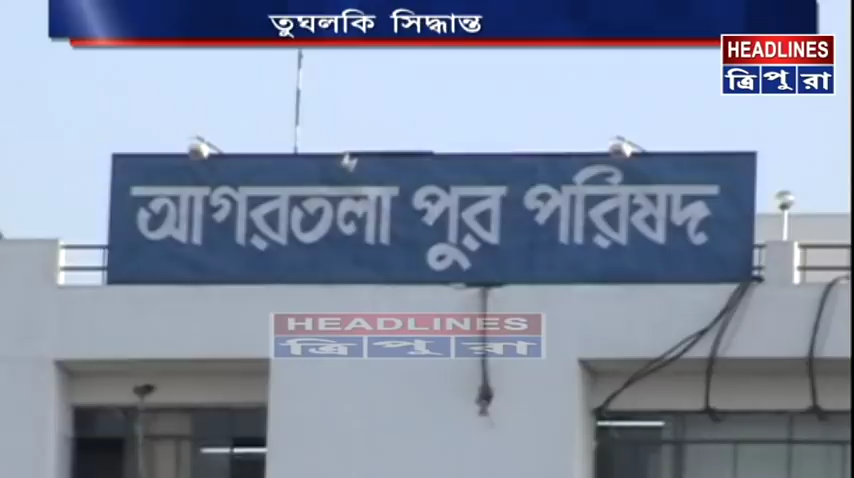 তুঘলকি সিদ্ধান্ত
HEADLINES
ত্রিপুরা
আগরতলা পুর পরিষদ
HEADLINES
ত্রিপুরা